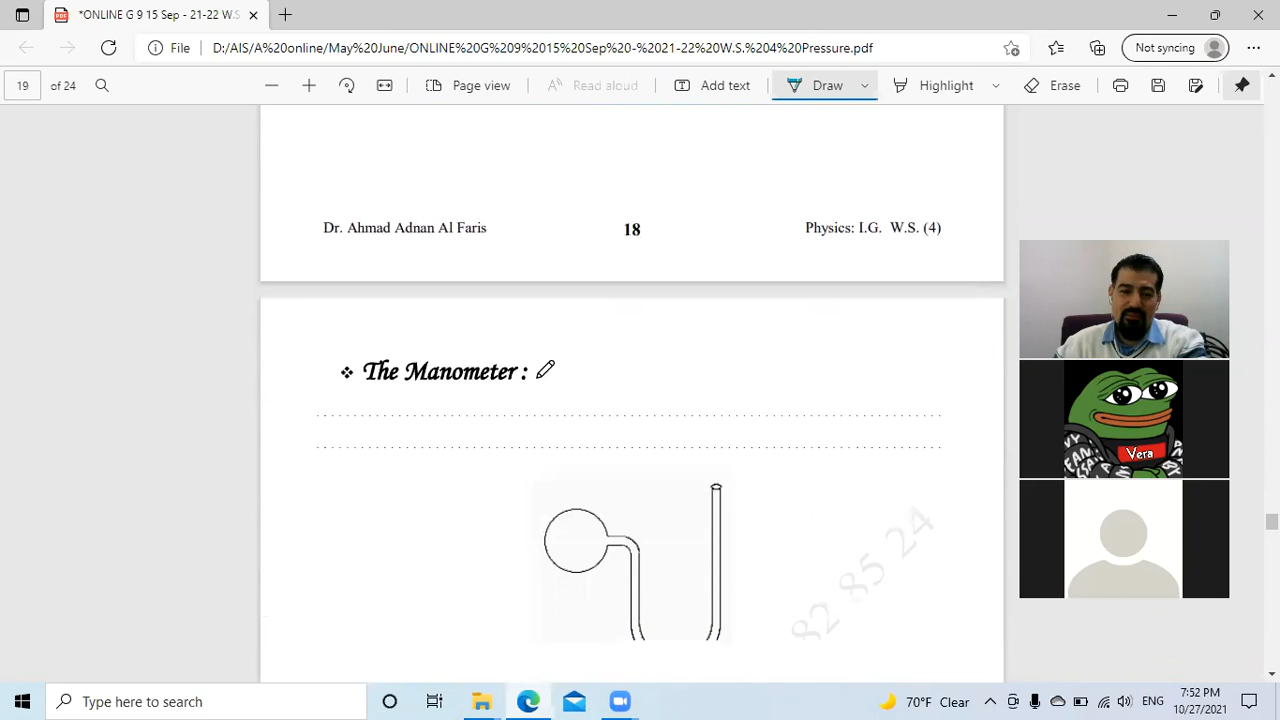 *ONLINE G 9 15 Sep - 21-22 W.S
File
D:/AIS/A%20online/May%20June/ONLINE%20G%209%2015%20Sep%20-%2021-22%20W.S.%204%20Pressure.pdf
Not syncing
19 of 24
Page view
Read aloud
Add text
Draw
Highlight
Erase
Dr. Ahmad Adnan Al Faris 18 Physics: I.G. W.S. (4)
❖ The Manometer :
Vera
82 85 24
Type here to search
70°F Clear
ENG
7:52 PM
10/27/2021